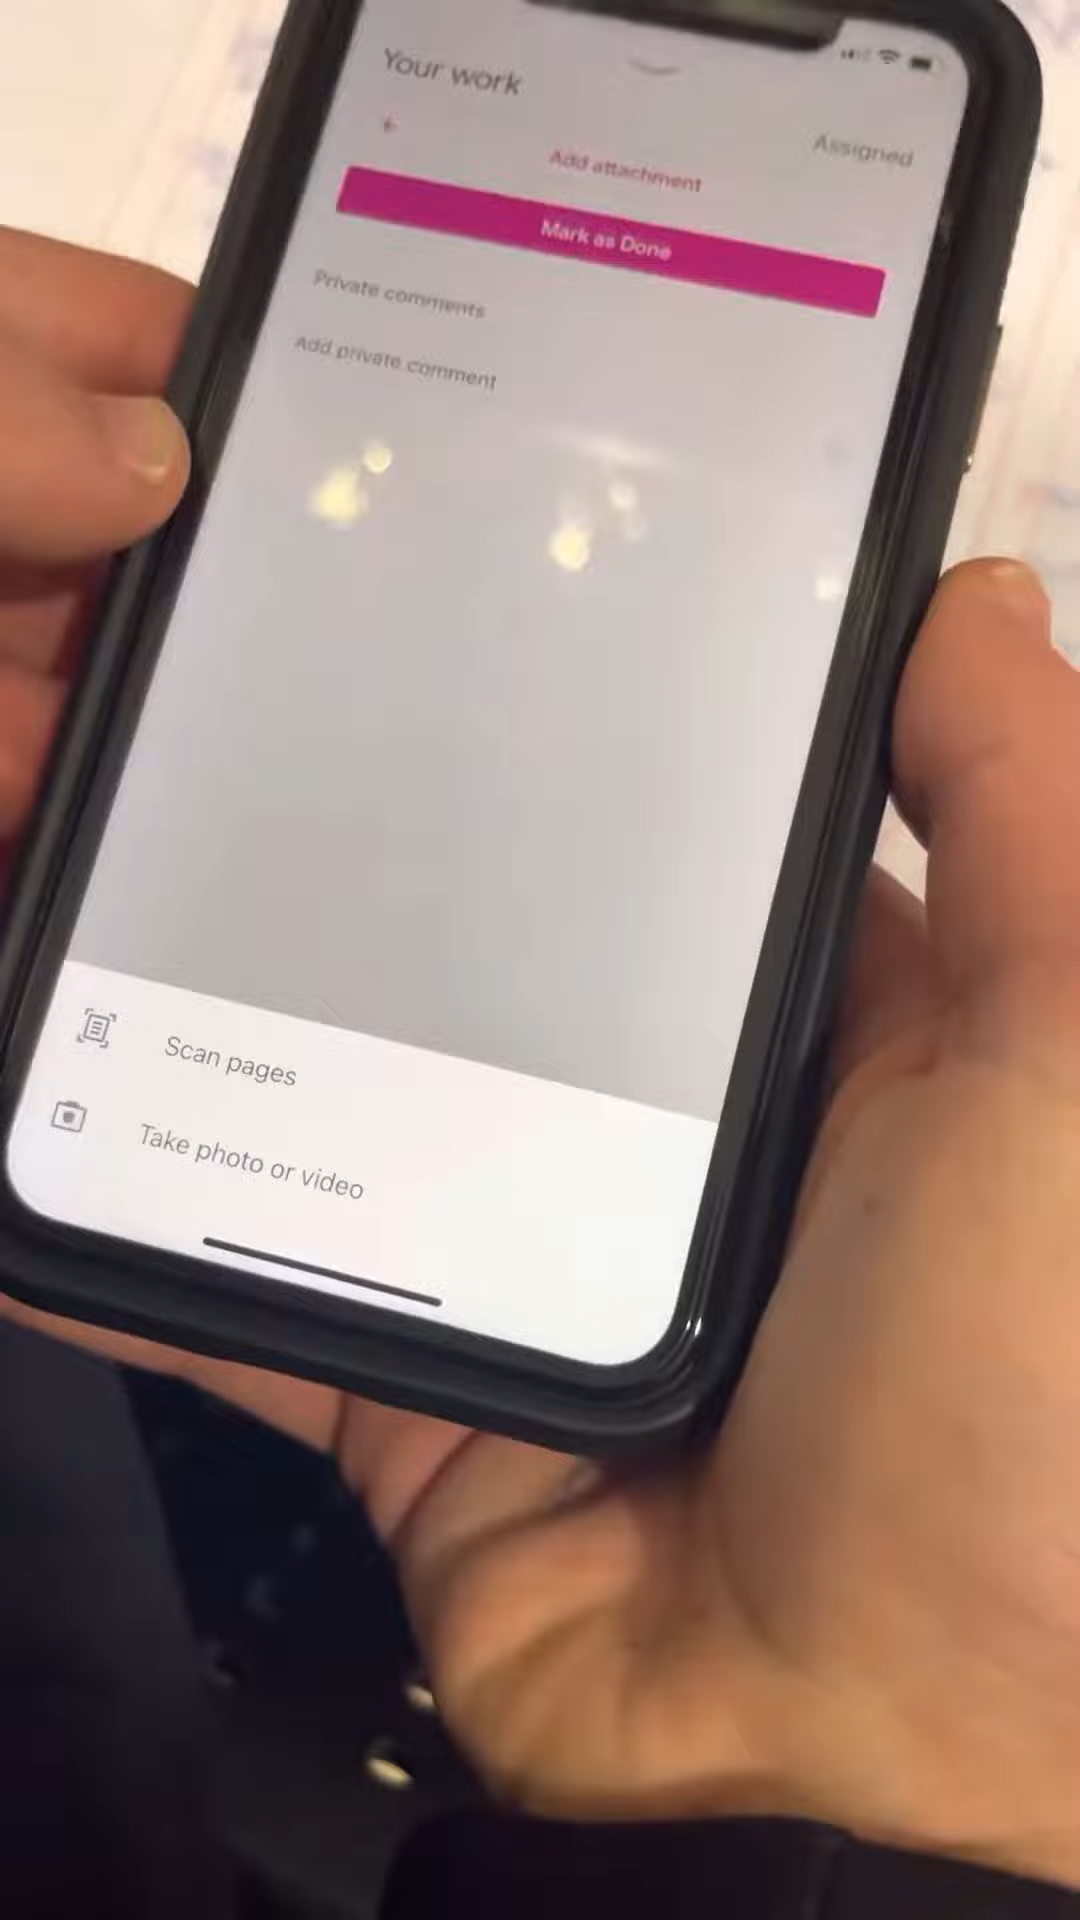 Your work
Assigned
+ Add attachment
Mark as Done
Private comments
Add private comment
Scan pages
Take photo or video